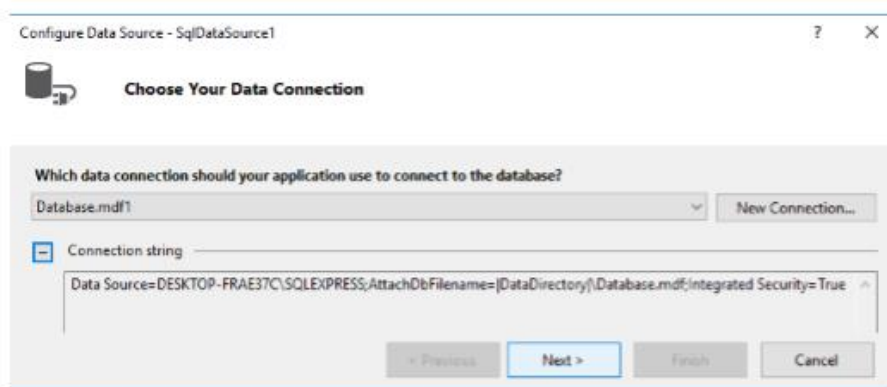 Configure Data Source - SqlDataSource1
? X
Choose Your Data Connection
Which data connection should your application use to connect to the database?
Database.mdf1
New Connection...
Connection string
Data Source=DESKTOP-FRAE37C\SQLEXPRESS;AttachDbFilename=|DataDirectory|\Database.mdf;Integrated Security=True
< Previous
Next >
Finish
Cancel